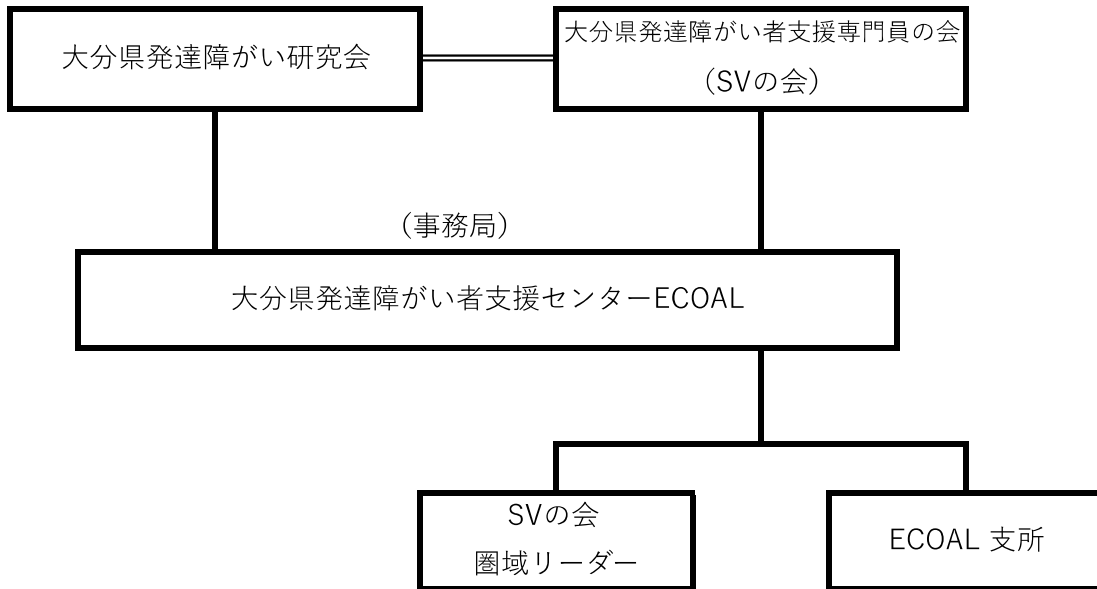 大分県発達障がい研究会
大分県発達障がい者支援専門員の会
（SVの会）
（事務局）
大分県発達障がい者支援センターECOAL
SVの会
圏域リーダー
ECOAL 支所